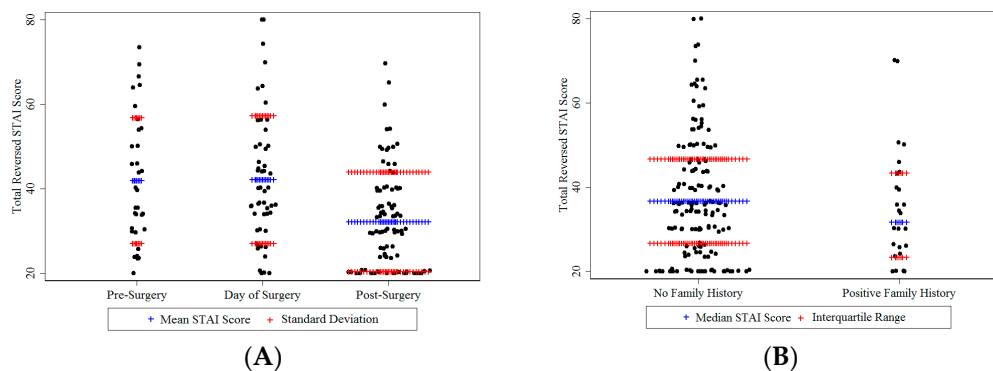 Total Reversed STAI Score
80
60
40
20
Pre-Surgery Day of Surgery Post-Surgery
Mean STAI Score Standard Deviation
(A)
Total Reversed STAI Score
80
60
40
20
No Family History Positive Family History
Median STAI Score Interquartile Range
(B)